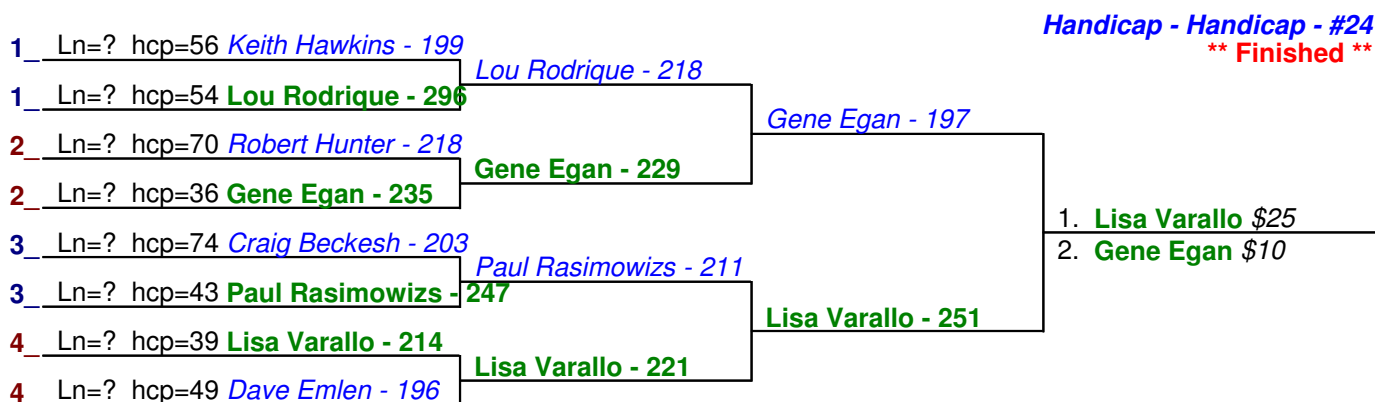 Handicap - Handicap - #24
** Finished **
1_ Ln=? hcp=56 Keith Hawkins - 199
Lou Rodrique - 218
1_ Ln=? hcp=54 Lou Rodrique - 296
Gene Egan - 197
2_ Ln=? hcp=70 Robert Hunter - 218
Gene Egan - 229
2_ Ln=? hcp=36 Gene Egan - 235
1. Lisa Varallo $25
2. Gene Egan $10
3_ Ln=? hcp=74 Craig Beckesh - 203
Paul Rasimowizs - 211
3_ Ln=? hcp=43 Paul Rasimowizs - 247
Lisa Varallo - 251
4_ Ln=? hcp=39 Lisa Varallo - 214
Lisa Varallo - 221
4 Ln=? hcp=49 Dave Emlen - 196